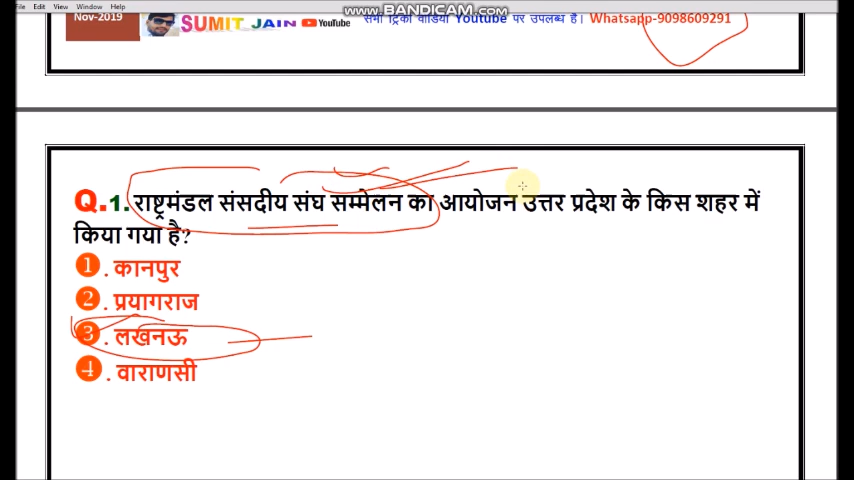 File Edit View Window Help
www.BANDICAM.com
Nov-2019 SUMIT JAIN YouTube सभी ट्रिकी वीडियो Youtube पर उपलब्ध है। Whatsapp-9098609291
Q.1. राष्ट्रमंडल संसदीय संघ सम्मेलन का आयोजन उत्तर प्रदेश के किस शहर में
किया गया है?
1. कानपुर
2. प्रयागराज
3. लखनऊ
4. वाराणसी